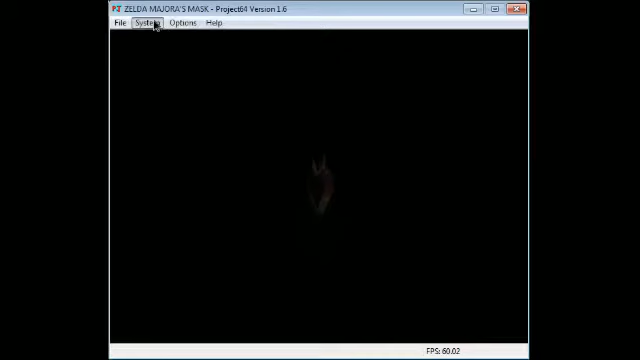 ZELDA MAJORA'S MASK - Project64 Version 1.6
File System Options Help
FPS: 60.02